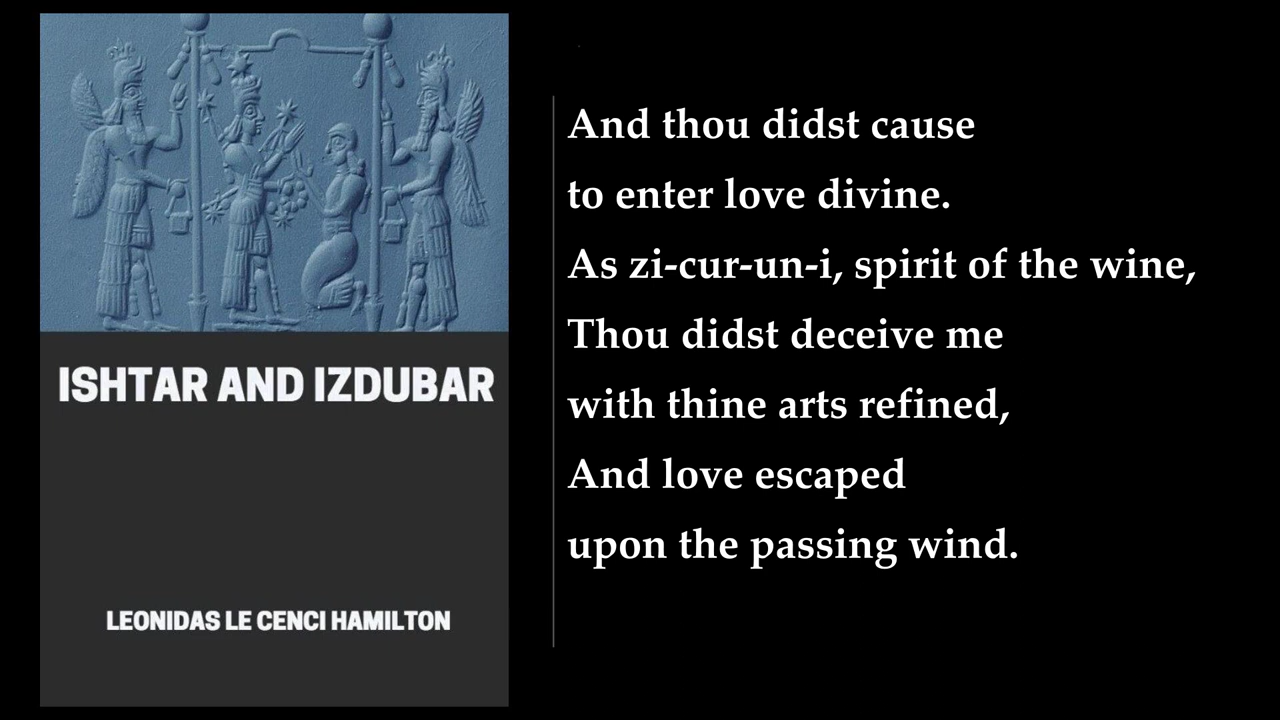 ISHTAR AND IZDUBAR
LEONIDAS LE CENCI HAMILTON
And thou didst cause
to enter love divine.
As zi-cur-un-i, spirit of the wine,
Thou didst deceive me
with thine arts refined,
And love escaped
upon the passing wind.